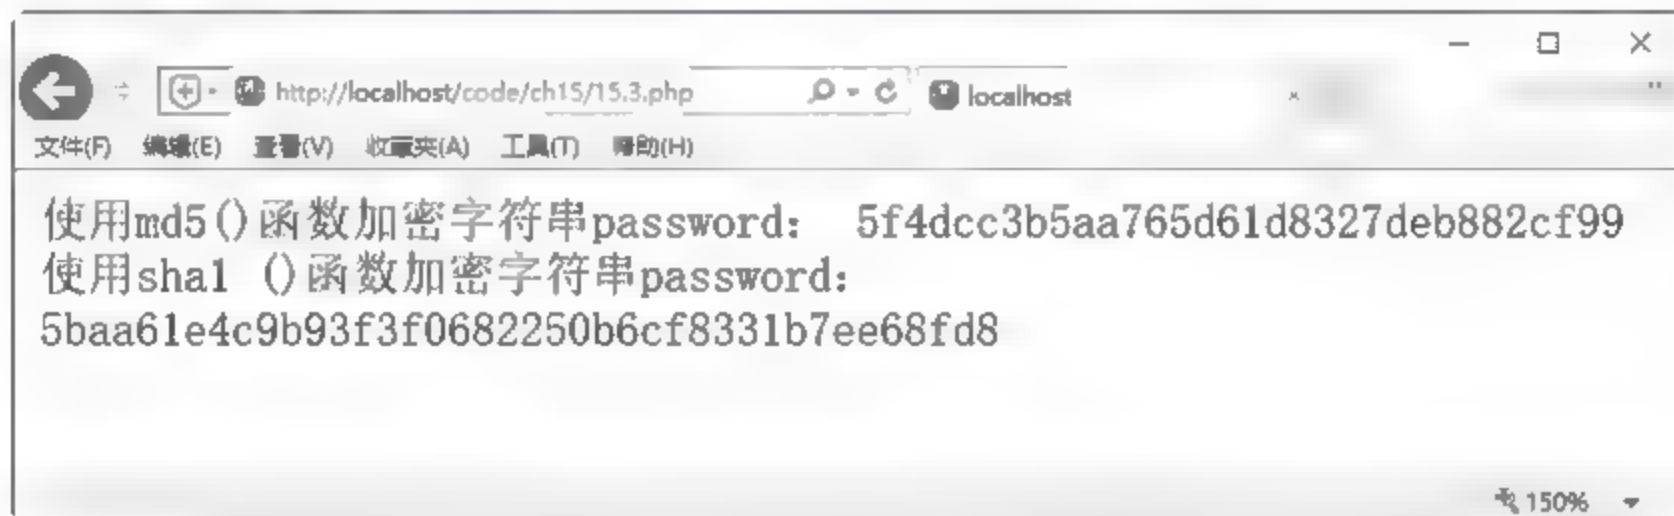 http://localhost/code/ch15/15.3.php
localhost
文件(F) 编辑(E) 查看(V) 收藏夹(A) 工具(T) 帮助(H)
使用md5()函数加密字符串password： 5f4dcc3b5aa765d61d8327deb882cf99
使用sha1 ()函数加密字符串password：
5baa61e4c9b93f3f0682250b6cf8331b7ee68fd8
150%